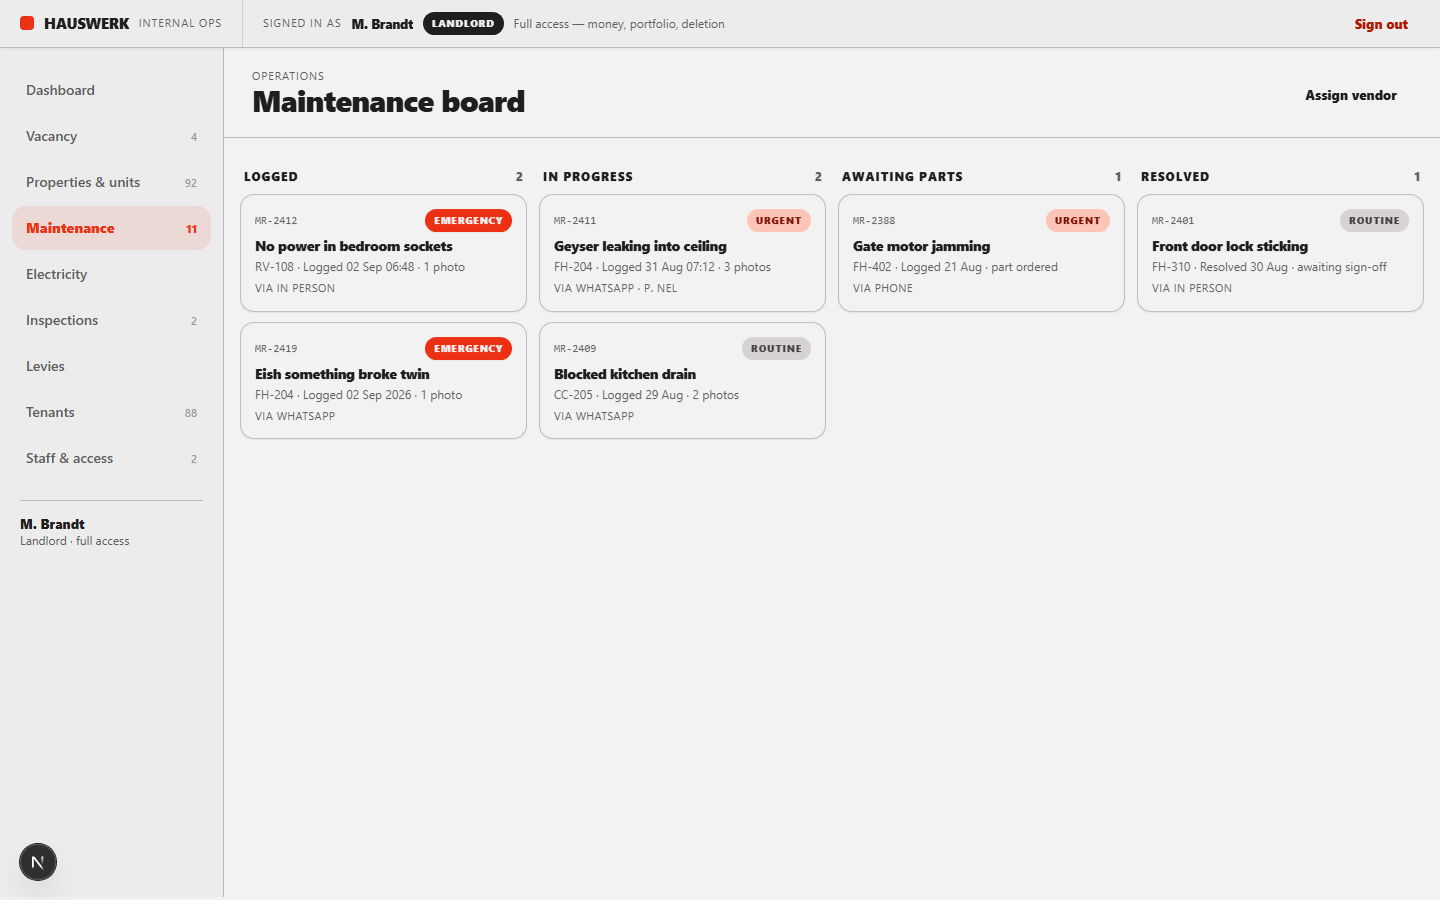 HAUSWERK INTERNAL OPS
SIGNED IN AS M. Brandt LANDLORD Full access — money, portfolio, deletion
Sign out
Dashboard
Vacancy 4
Properties & units 92
Maintenance 11
Electricity
Inspections 2
Levies
Tenants 88
Staff & access 2
M. Brandt
Landlord · full access
N
OPERATIONS
Maintenance board
Assign vendor
LOGGED 2
MR-2412 EMERGENCY
No power in bedroom sockets
RV-108 · Logged 02 Sep 06:48 · 1 photo
VIA IN PERSON
MR-2419 EMERGENCY
Eish something broke twin
FH-204 · Logged 02 Sep 2026 · 1 photo
VIA WHATSAPP
IN PROGRESS 2
MR-2411 URGENT
Geyser leaking into ceiling
FH-204 · Logged 31 Aug 07:12 · 3 photos
VIA WHATSAPP · P. NEL
MR-2409 ROUTINE
Blocked kitchen drain
CC-205 · Logged 29 Aug · 2 photos
VIA WHATSAPP
AWAITING PARTS 1
MR-2388 URGENT
Gate motor jamming
FH-402 · Logged 21 Aug · part ordered
VIA PHONE
RESOLVED 1
MR-2401 ROUTINE
Front door lock sticking
FH-310 · Resolved 30 Aug · awaiting sign-off
VIA IN PERSON